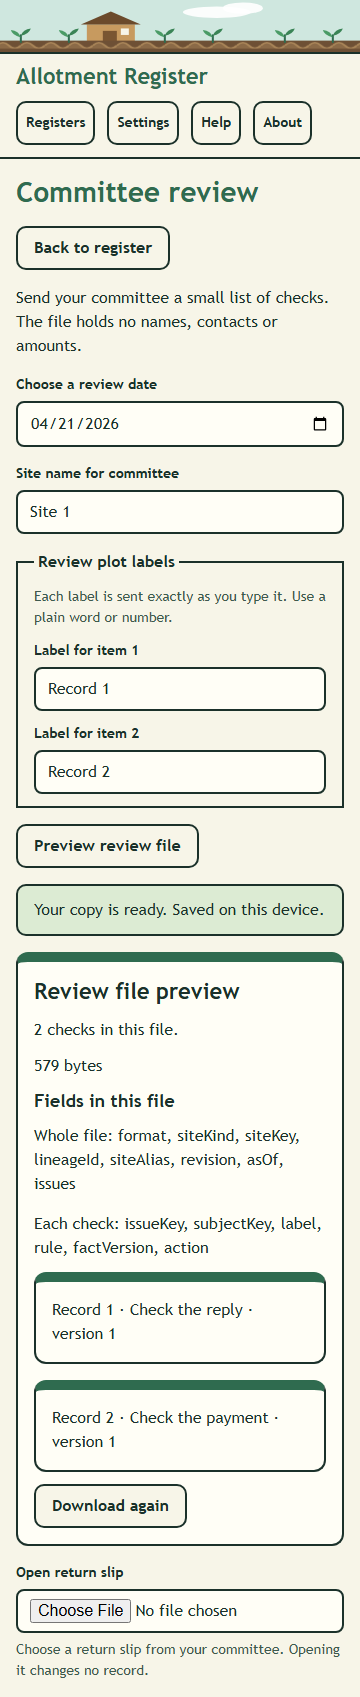 Allotment Register
Registers
Settings
Help
About
Committee review
Back to register
Send your committee a small list of checks.
The file holds no names, contacts or
amounts.
Choose a review date
04/21/2026
Site name for committee
Site 1
Review plot labels
Each label is sent exactly as you type it. Use a
plain word or number.
Label for item 1
Record 1
Label for item 2
Record 2
Preview review file
Your copy is ready. Saved on this device.
Review file preview
2 checks in this file.
579 bytes
Fields in this file
Whole file: format, siteKind, siteKey,
lineageId, siteAlias, revision, asOf,
issues
Each check: issueKey, subjectKey, label,
rule, factVersion, action
Record 1 · Check the reply ·
version 1
Record 2 · Check the payment ·
version 1
Download again
Open return slip
Choose File No file chosen
Choose a return slip from your committee. Opening
it changes no record.